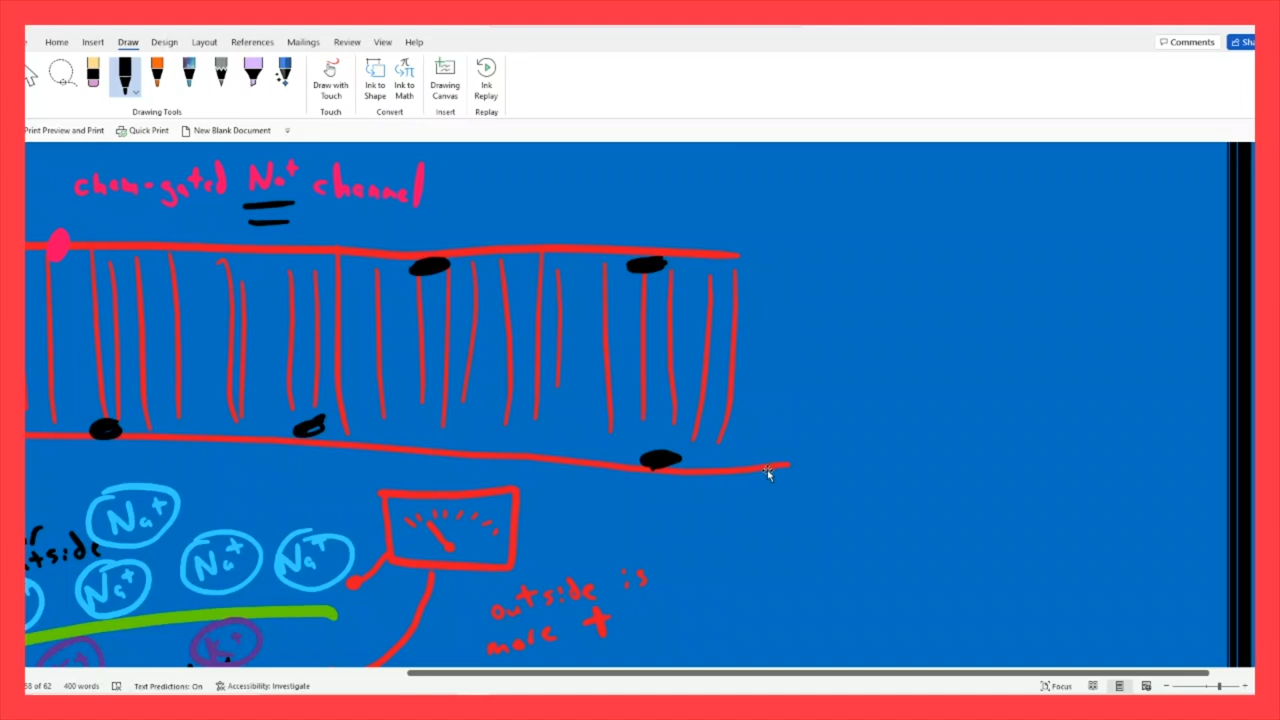 Home Insert Draw Design Layout References Mailings Review View Help
Comments
Draw with Touch
Ink to Shape
Ink to Math
Drawing Canvas
Ink Replay
Drawing Tools
Touch
Convert
Insert
Replay
Print Preview and Print
Quick Print
New Blank Document
chem-gated Na+ channel
Na+
Na+
Na+
Na+
K+
outside is
more +
of 62
400 words
Text Predictions: On
Accessibility: Investigate
Focus